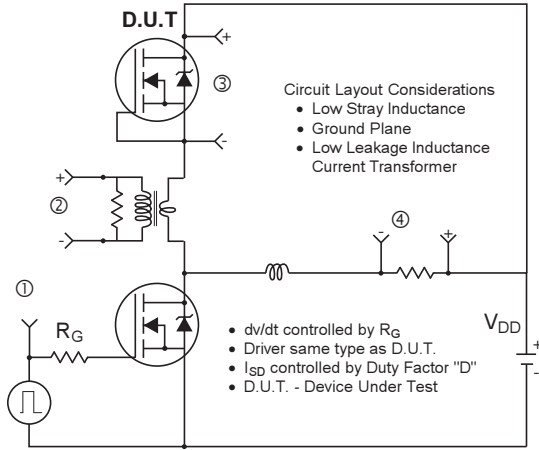 D.U.T
+
③
-
Circuit Layout Considerations
• Low Stray Inductance
• Ground Plane
• Low Leakage Inductance
Current Transformer
+
②
-
④
-
+
①
RG
• dv/dt controlled by RG
• Driver same type as D.U.T.
• ISD controlled by Duty Factor "D"
• D.U.T. - Device Under Test
VDD
+
-